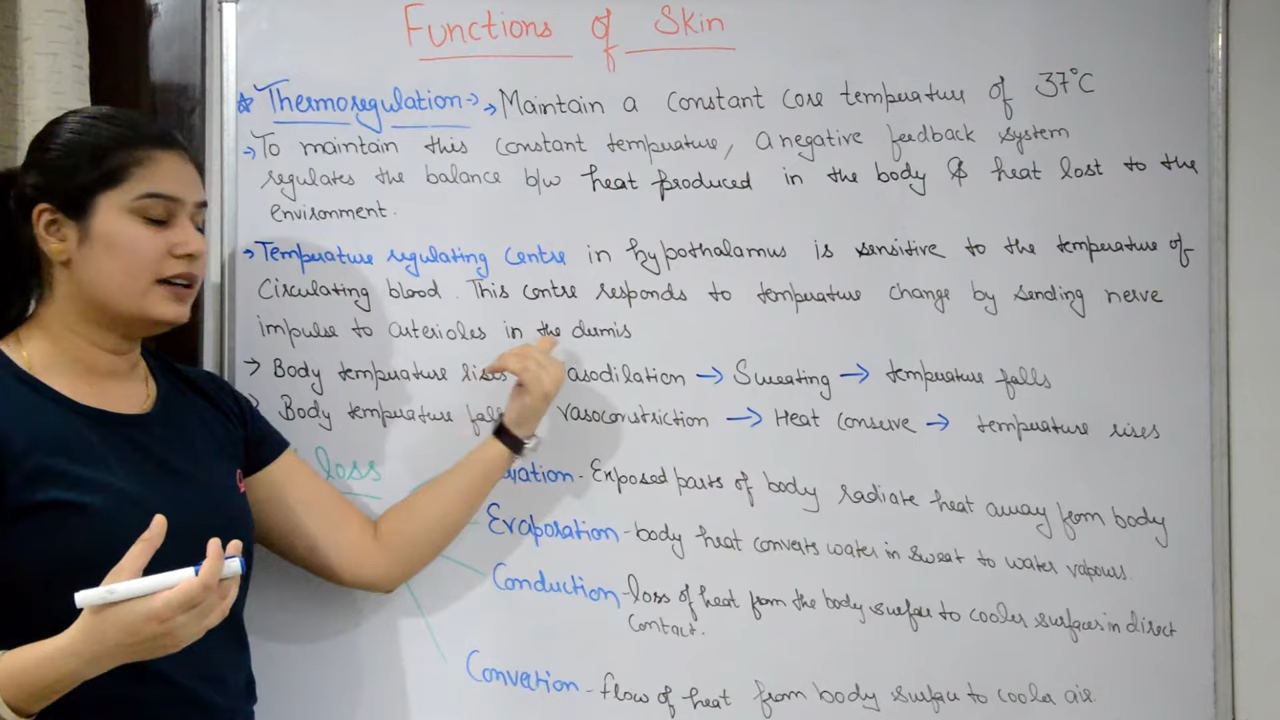 Functions of Skin
* Thermoregulation → → Maintain a constant core temperature of 37°C
→ To maintain this constant temperature, a negative feedback system
regulates the balance b/w heat produced in the body & heat lost to the
environment.
→ Temperature regulating centre in hypothalamus is sensitive to the temperature of
Circulating blood. This centre responds to temperature change by sending nerve
impulse to arterioles in the dermis
→ Body temperature rises asodilation → Sweating → temperature falls
Body temperature fal vasoconstriction → Heat conserve → temperature rises
loss
iation - Exposed parts of body radiate heat away from body
Evaporation - body heat converts water in sweat to water vapours.
Conduction - loss of heat from the body surface to cooler surfaces in direct
contact.
Convection - flow of heat from body surface to cooler air